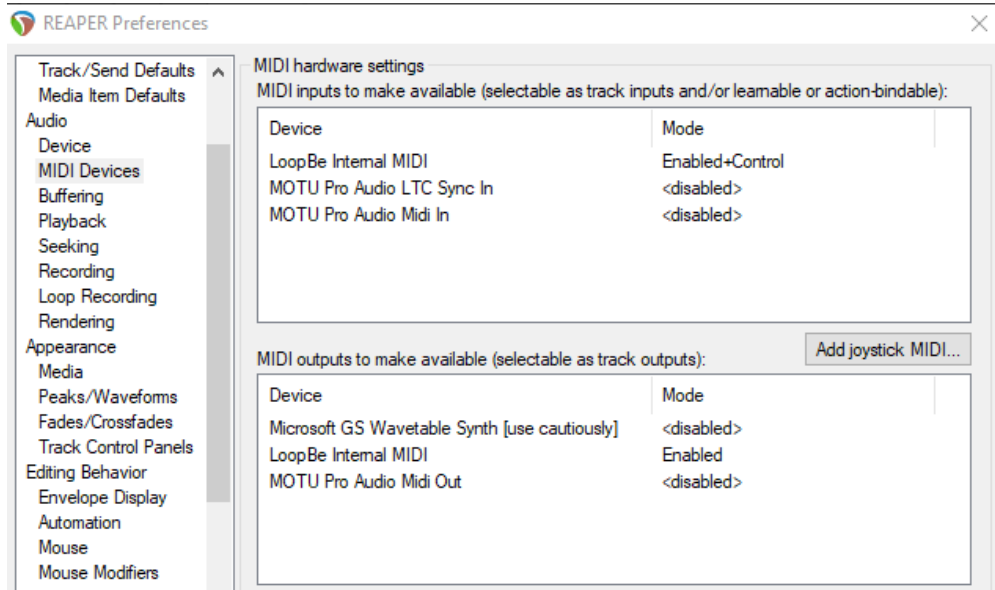 REAPER Preferences
Track/Send Defaults
Media Item Defaults
Audio
Device
MIDI Devices
Buffering
Playback
Seeking
Recording
Loop Recording
Rendering
Appearance
Media
Peaks/Waveforms
Fades/Crossfades
Track Control Panels
Editing Behavior
Envelope Display
Automation
Mouse
Mouse Modifiers
MIDI hardware settings
MIDI inputs to make available (selectable as track inputs and/or learnable or action-bindable):
Device Mode
LoopBe Internal MIDI Enabled+Control
MOTU Pro Audio LTC Sync In <disabled>
MOTU Pro Audio Midi In <disabled>
Add joystick MIDI...
MIDI outputs to make available (selectable as track outputs):
Device Mode
Microsoft GS Wavetable Synth [use cautiously] <disabled>
LoopBe Internal MIDI Enabled
MOTU Pro Audio Midi Out <disabled>